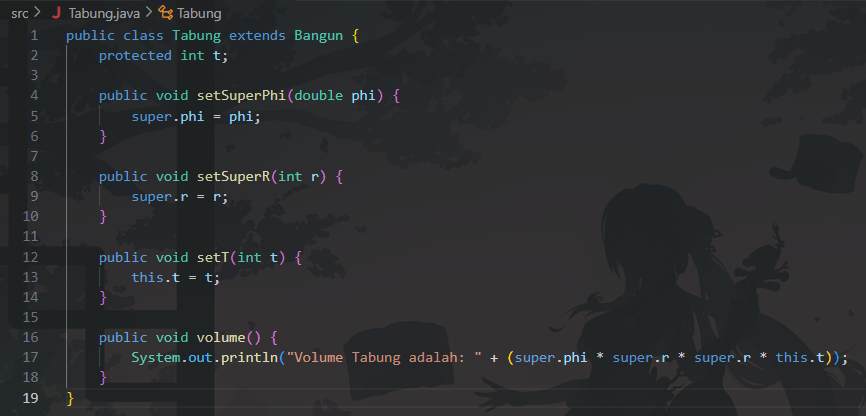 src > J Tabung.java > Tabung
1 public class Tabung extends Bangun {
2     protected int t;
3
4     public void setSuperPhi(double phi) {
5         super.phi = phi;
6     }
7
8     public void setSuperR(int r) {
9         super.r = r;
10     }
11
12     public void setT(int t) {
13         this.t = t;
14     }
15
16     public void volume() {
17         System.out.println("Volume Tabung adalah: " + (super.phi * super.r * super.r * this.t));
18     }
19 }